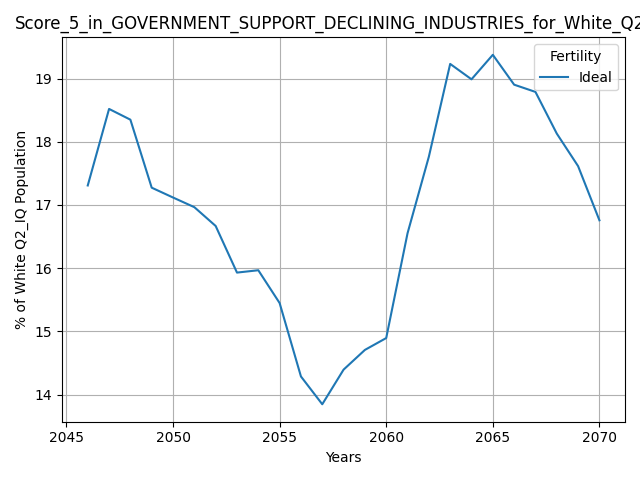 Score_5_in_GOVERNMENT_SUPPORT_DECLINING_INDUSTRIES_for_White_Q2
Fertility
Ideal
% of White Q2_IQ Population
19
18
17
16
15
14
2045 2050 2055 2060 2065 2070
Years